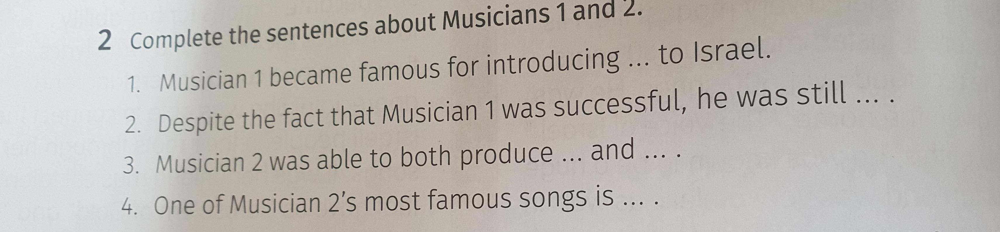 2 Complete the sentences about Musicians 1 and 2.
1. Musician 1 became famous for introducing ... to Israel.
2. Despite the fact that Musician 1 was successful, he was still ... .
3. Musician 2 was able to both produce ... and ... .
4. One of Musician 2's most famous songs is ... .